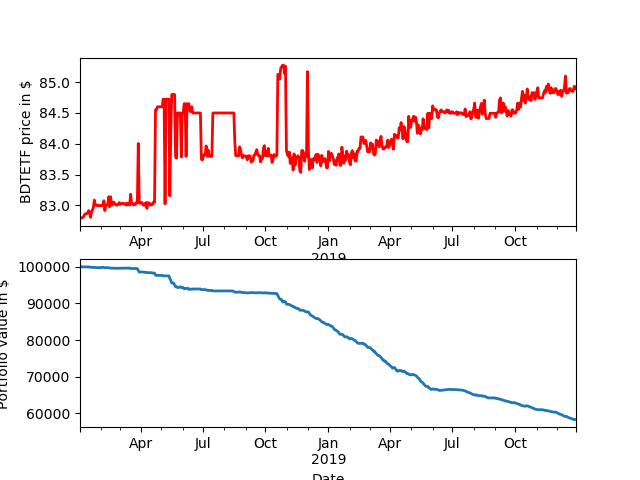 BDTETF price in $
85.0
84.5
84.0
83.5
83.0
Apr Jul Oct Jan Apr Jul Oct
2019
Portfolio value in $
100000
90000
80000
70000
60000
Apr Jul Oct Jan Apr Jul Oct
2019
Date